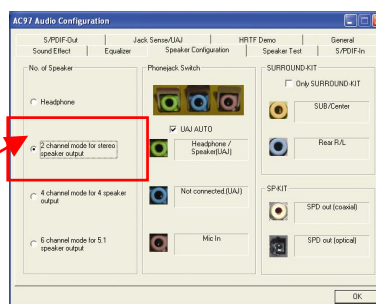 AC97 Audio Configuration
S/PDIF-Out
Jack Sense/UAJ
HRTF Demo
General
Sound Effect
Equalizer
Speaker Configuration
Speaker Test
S/PDIF-In
No. of Speaker
Headphone
2 channel mode for stereo
speaker output
4 channel mode for 4 speaker
output
6 channel mode for 5.1
speaker output
Phonejack Switch
UAJ AUTO
Headphone /
Speaker(UAJ)
Not connected.(UAJ)
Mic In
SURROUND-KIT
Only SURROUND-KIT
SUB/Center
Rear R/L
SP-KIT
SPD out (coaxial)
SPD out (optical)
OK